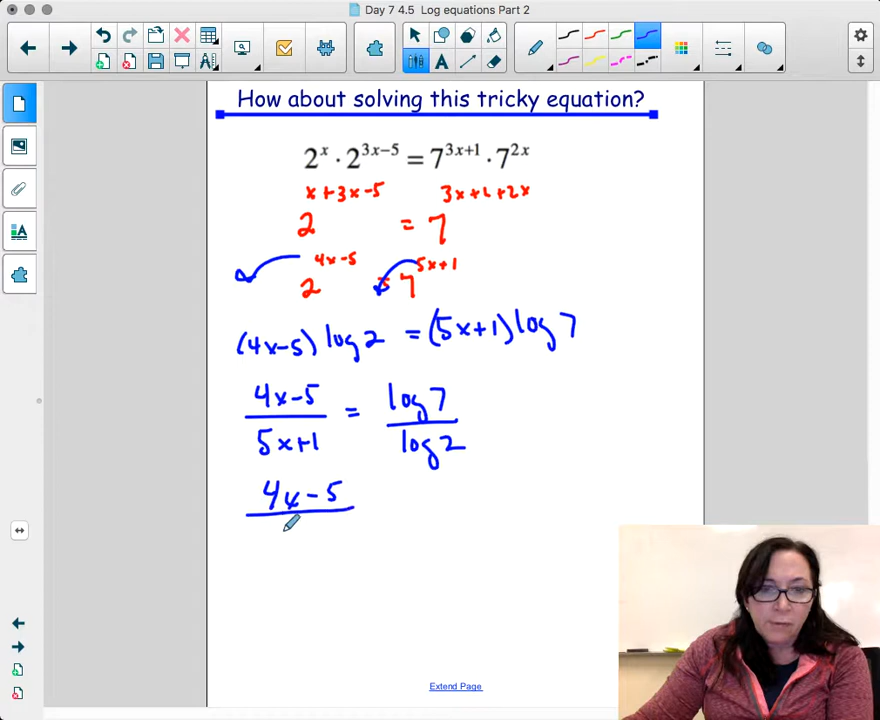 Day 7 4.5 Log equations Part 2
How about solving this tricky equation?
2^x · 2^{3x−5} = 7^{3x+1} · 7^{2x}
2^{x+3x-5} = 7^{3x+1+2x}
2^{4x-5} = 7^{5x+1}
(4x-5) log 2 = (5x+1) log 7
\frac{4x-5}{5x+1} = \frac{log 7}{log 2}
4x-5
Extend Page